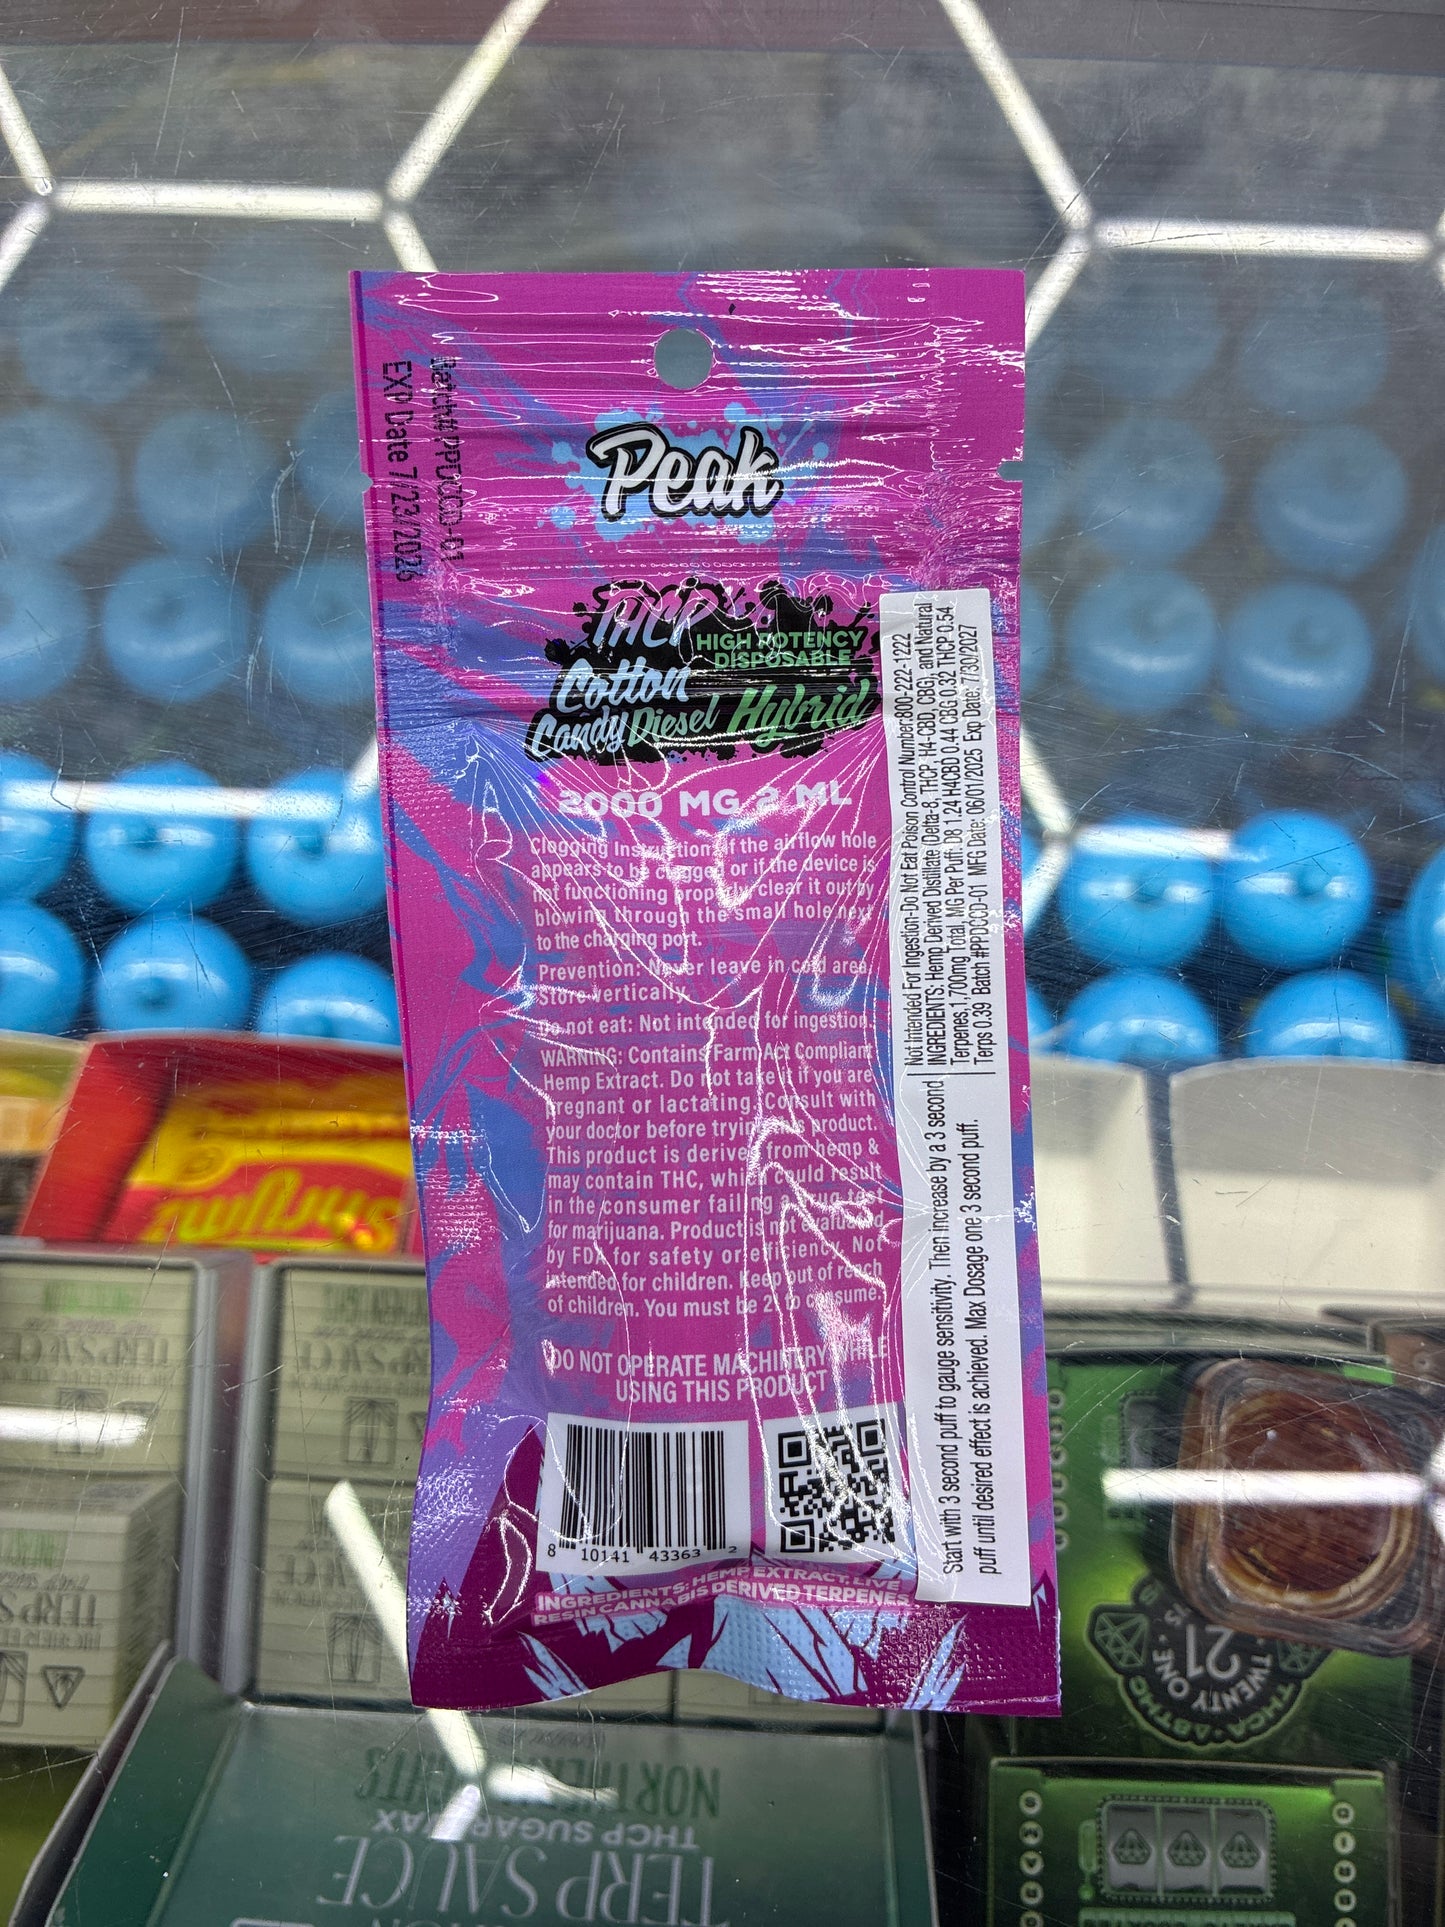 Batch# PPDCCD-01
EXP Date 7/23/2026
Peak
THCP
HIGH POTENCY
DISPOSABLE
Cotton
Candy Diesel Hybrid
2000 MG 2 ML
Clogging Instruction: If the airflow hole
appears to be clogged or if the device is
not functioning properly, clear it out by
blowing through the small hole next
to the charging port.
Prevention: Never leave in cold area.
Store vertically.
Do not eat: Not intended for ingestion.
WARNING: Contains Farm Act Compliant
Hemp Extract. Do not take it if you are
pregnant or lactating. Consult with
your doctor before trying this product.
This product is derived from hemp &
may contain THC, which could result
in the consumer failing a drug test
for marijuana. Product is not evaluated
by FDA for safety or efficiency. Not
intended for children. Keep out of reach
of children. You must be 21 to consume.
DO NOT OPERATE MACHINERY WHILE
USING THIS PRODUCT
8 10141 43363 2
INGREDIENTS: HEMP EXTRACT, LIVE
RESIN CANNABIS DERIVED TERPENES
Not Intended For Ingestion-Do Not Eat Poison Control Number:800-222-1222
INGREDIENTS: Hemp Derived Distillate (Delta-8, THCP, H4-CBD, CBG), and Natural
Terpenes,1,700mg Total, MG Per Puff: D8 1.24 H4CBD 0.44 CBG 0.32 THCP 0.54
Terps 0.39 Batch #PPDCCD-01 MFG Date: 06/01/2025 Exp Date: 7/30/2027
Start with 3 second puff to gauge sensitivity. Then increase by a 3 second
puff until desired effect is achieved. Max Dosage one 3 second puff.
TERP SAUCE
TERP SAUCE
TERP SAUCE
NORTHERN LIGHTS
THCP SUGAR WAX
TERP SAUCE
21
TWENTY ONE
THCA